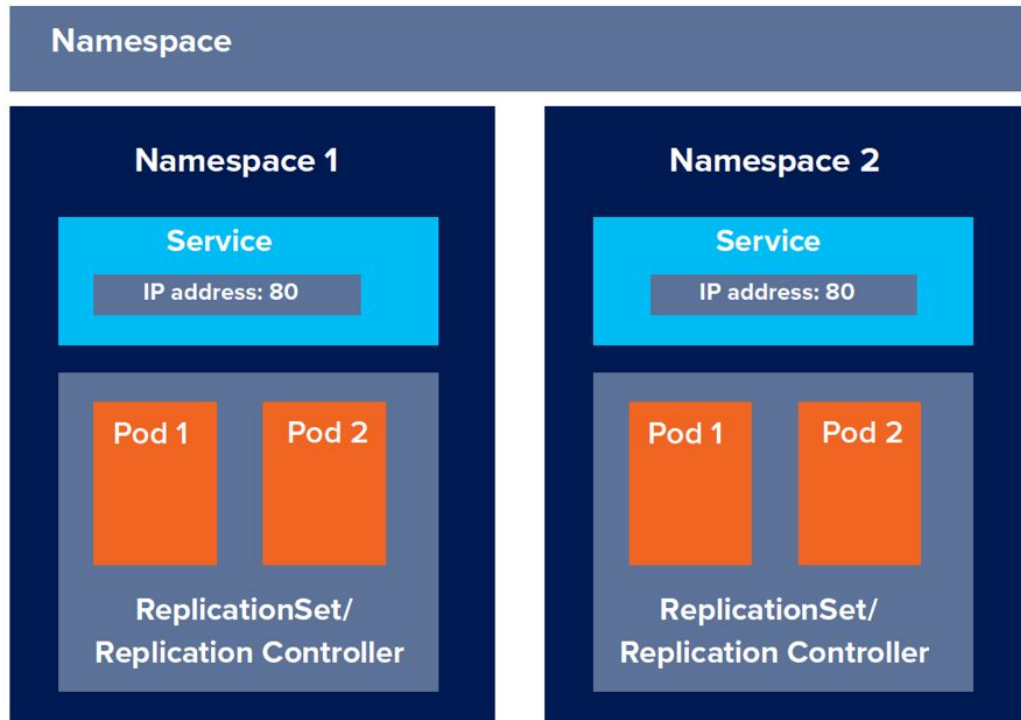 Namespace
Namespace 1
Service
IP address: 80
Pod 1
Pod 2
ReplicationSet/
Replication Controller
Namespace 2
Service
IP address: 80
Pod 1
Pod 2
ReplicationSet/
Replication Controller